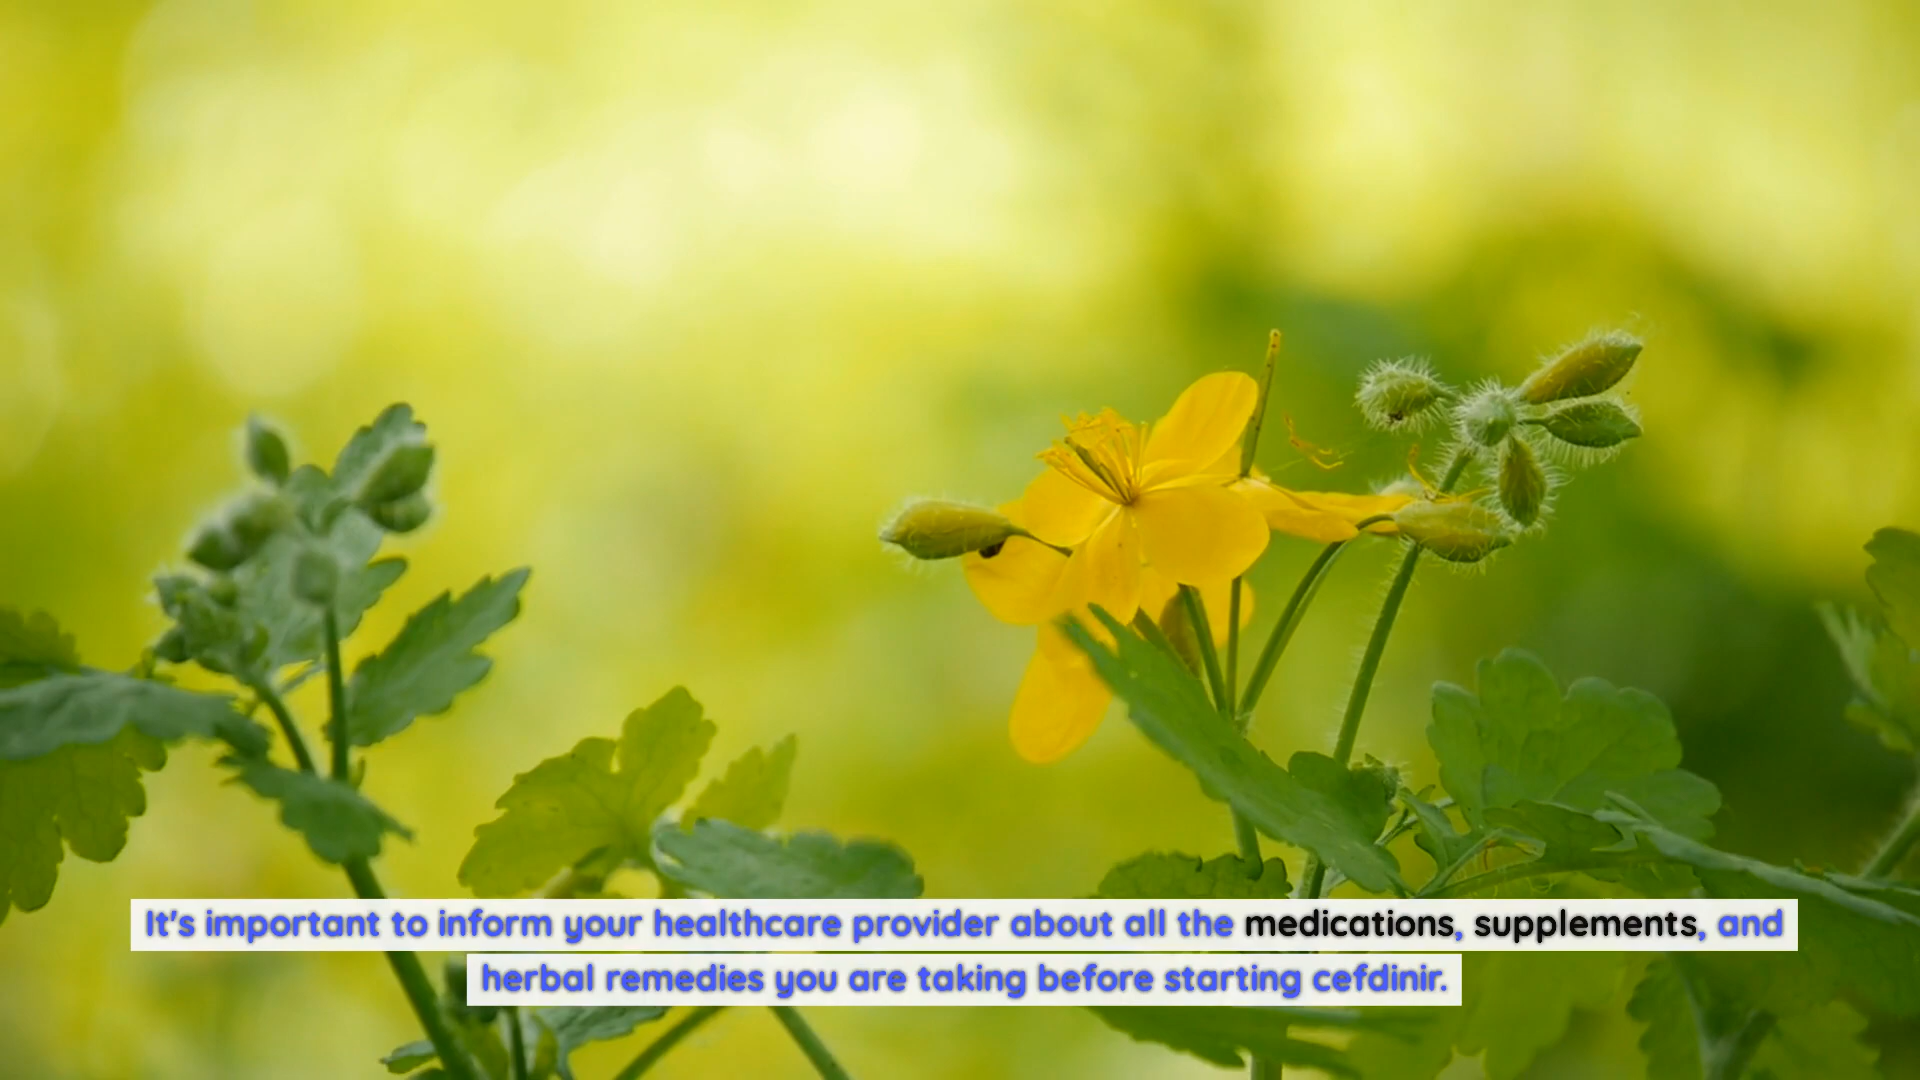 It's important to inform your healthcare provider about all the medications, supplements, and
herbal remedies you are taking before starting cefdinir.